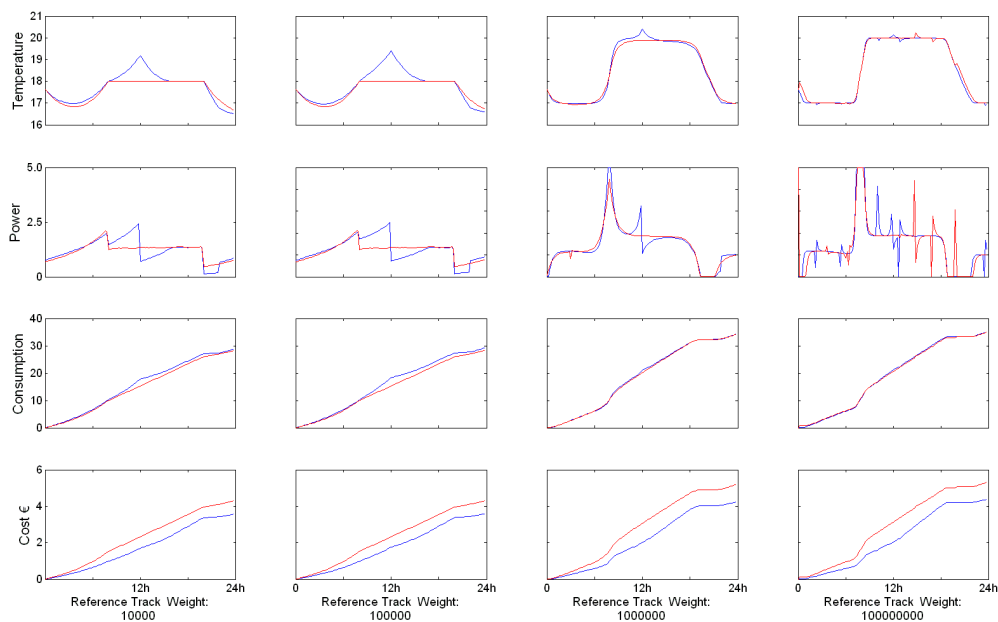 21
20
19
18
17
16
Temperature
5.0
2.5
0
Power
40
30
20
10
0
Consumption
6
4
2
0
Cost €
12h 24h
0 12h 24h
0 12h 24h
0 12h 24h
Reference Track Weight:
10000
Reference Track Weight:
100000
Reference Track Weight:
1000000
Reference Track Weight:
100000000